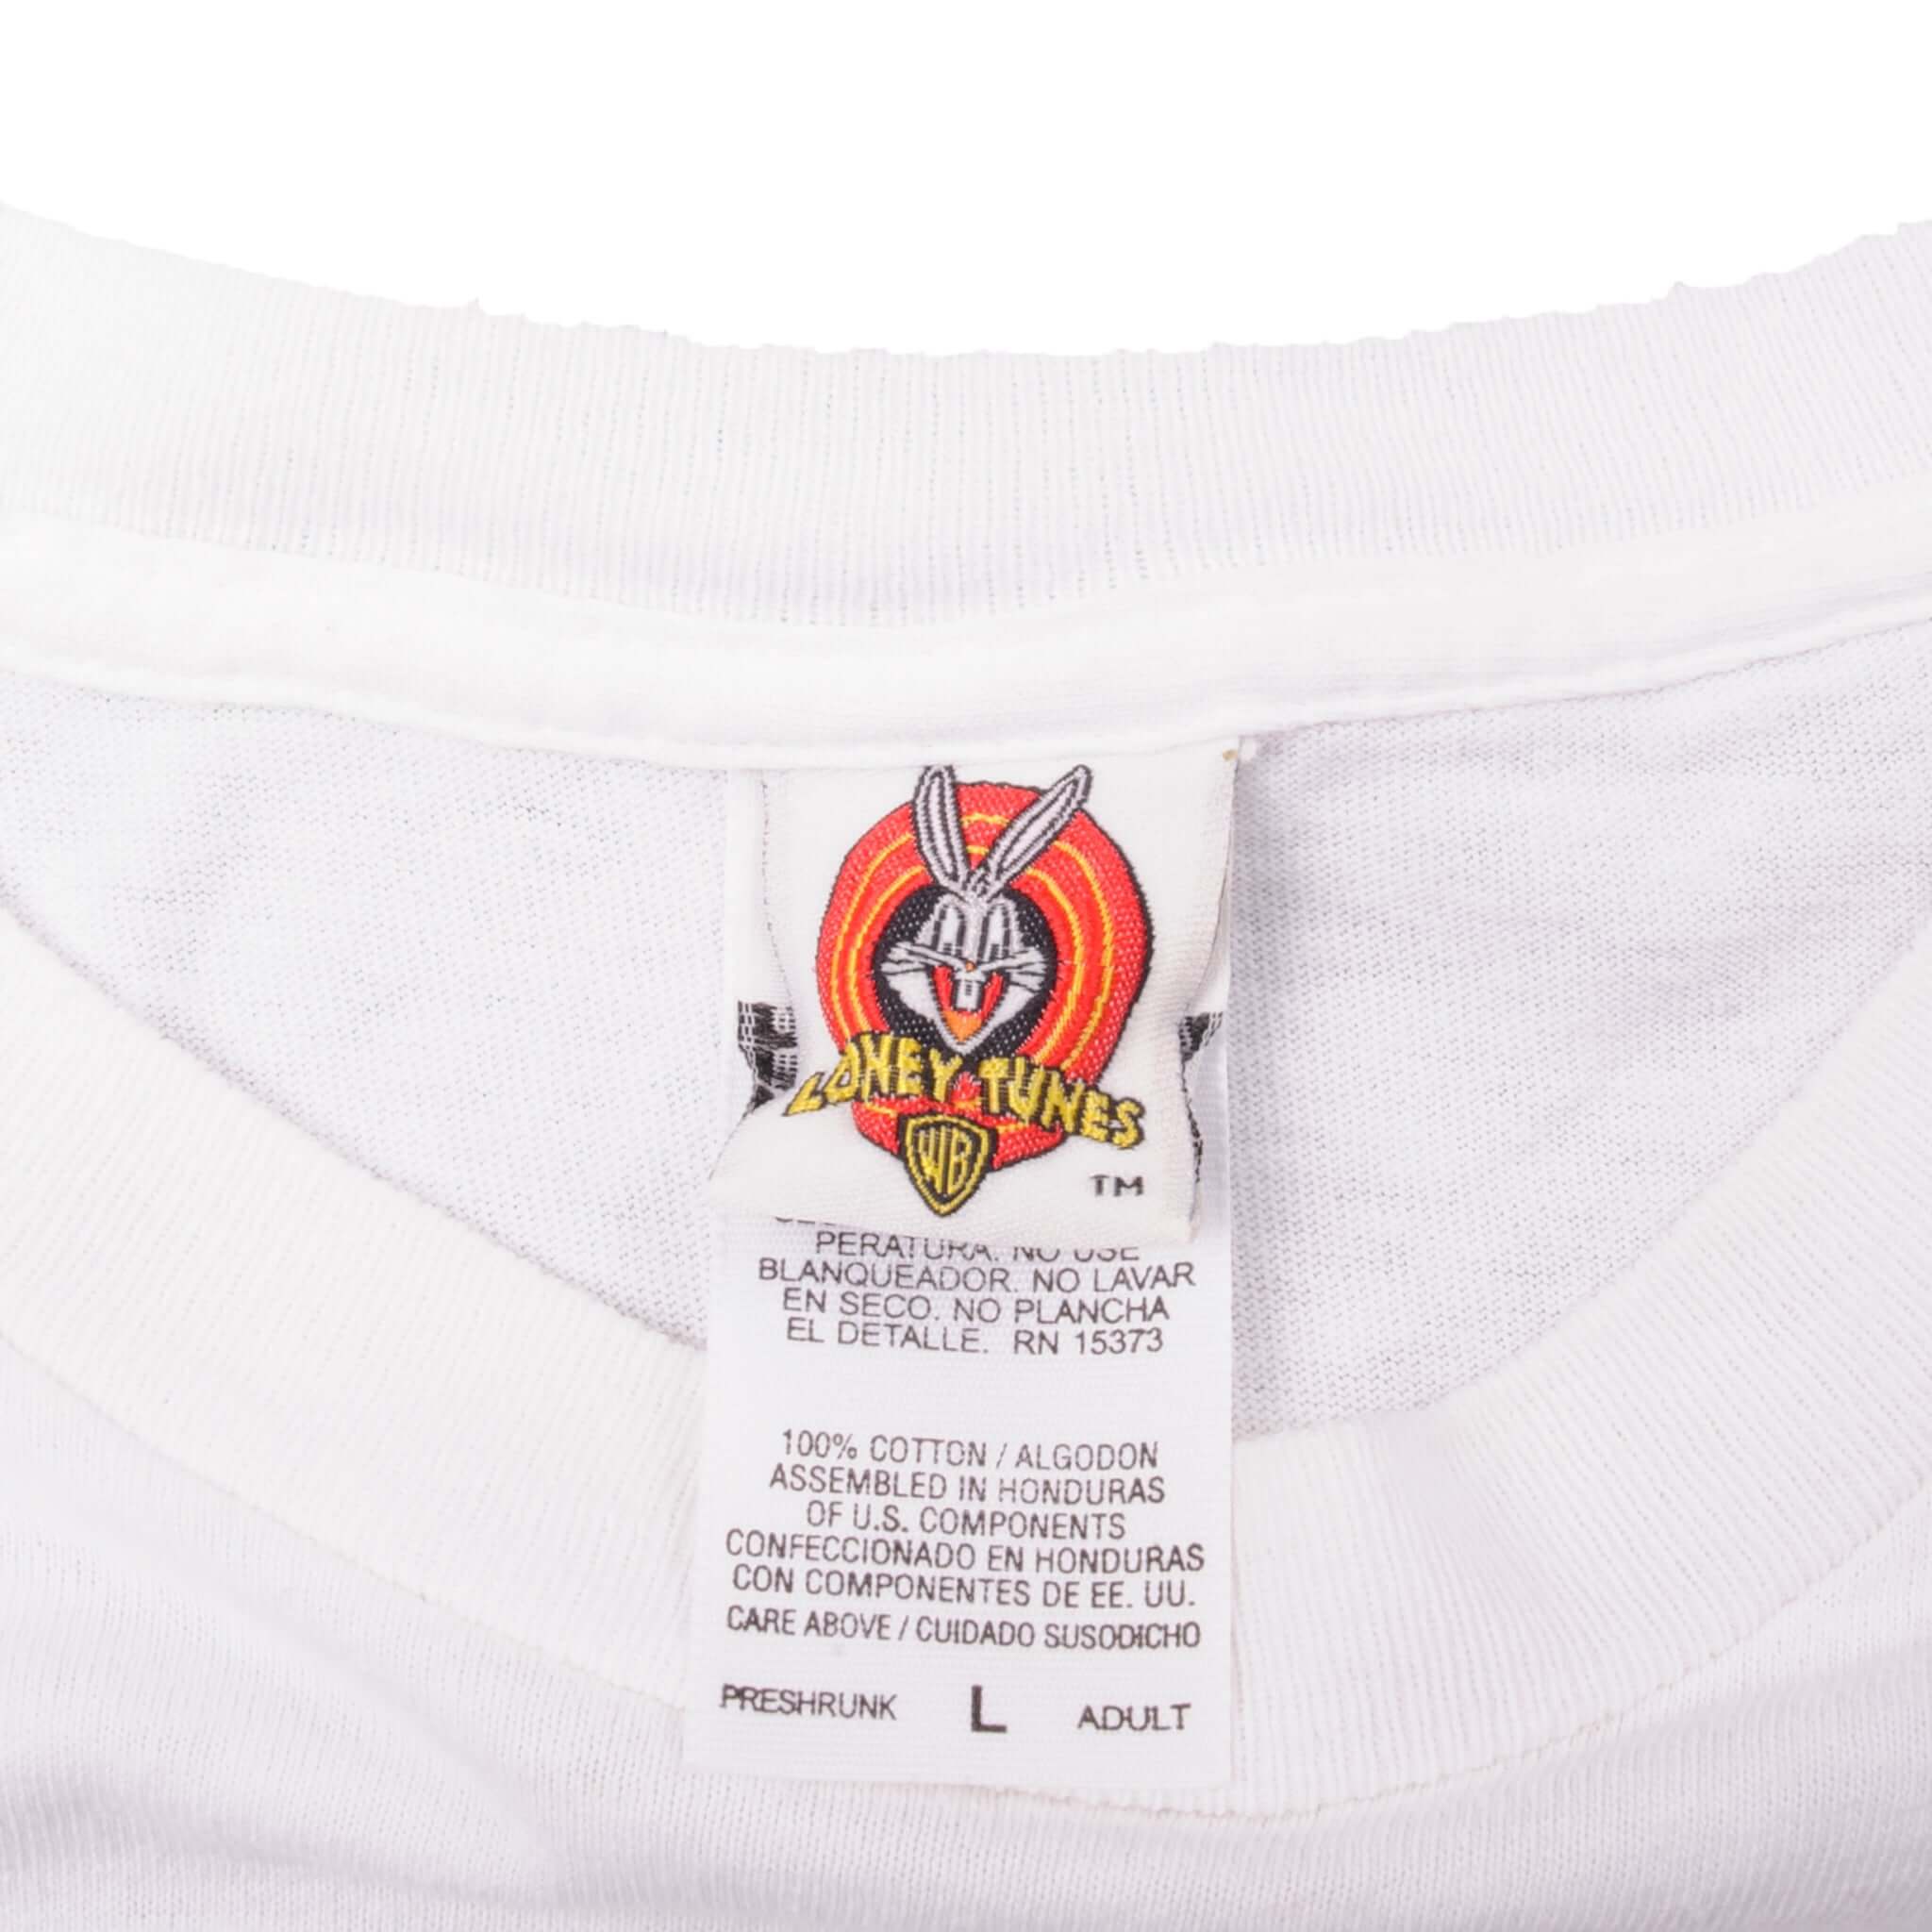 LOONEY TUNES
WB
TM
PERATURA. NO USE
BLANQUEADOR. NO LAVAR
EN SECO. NO PLANCHA
EL DETALLE. RN 15373
100% COTTON / ALGODON
ASSEMBLED IN HONDURAS
OF U.S. COMPONENTS
CONFECCIONADO EN HONDURAS
CON COMPONENTES DE EE. UU.
CARE ABOVE / CUIDADO SUSODICHO
PRESHRUNK L ADULT